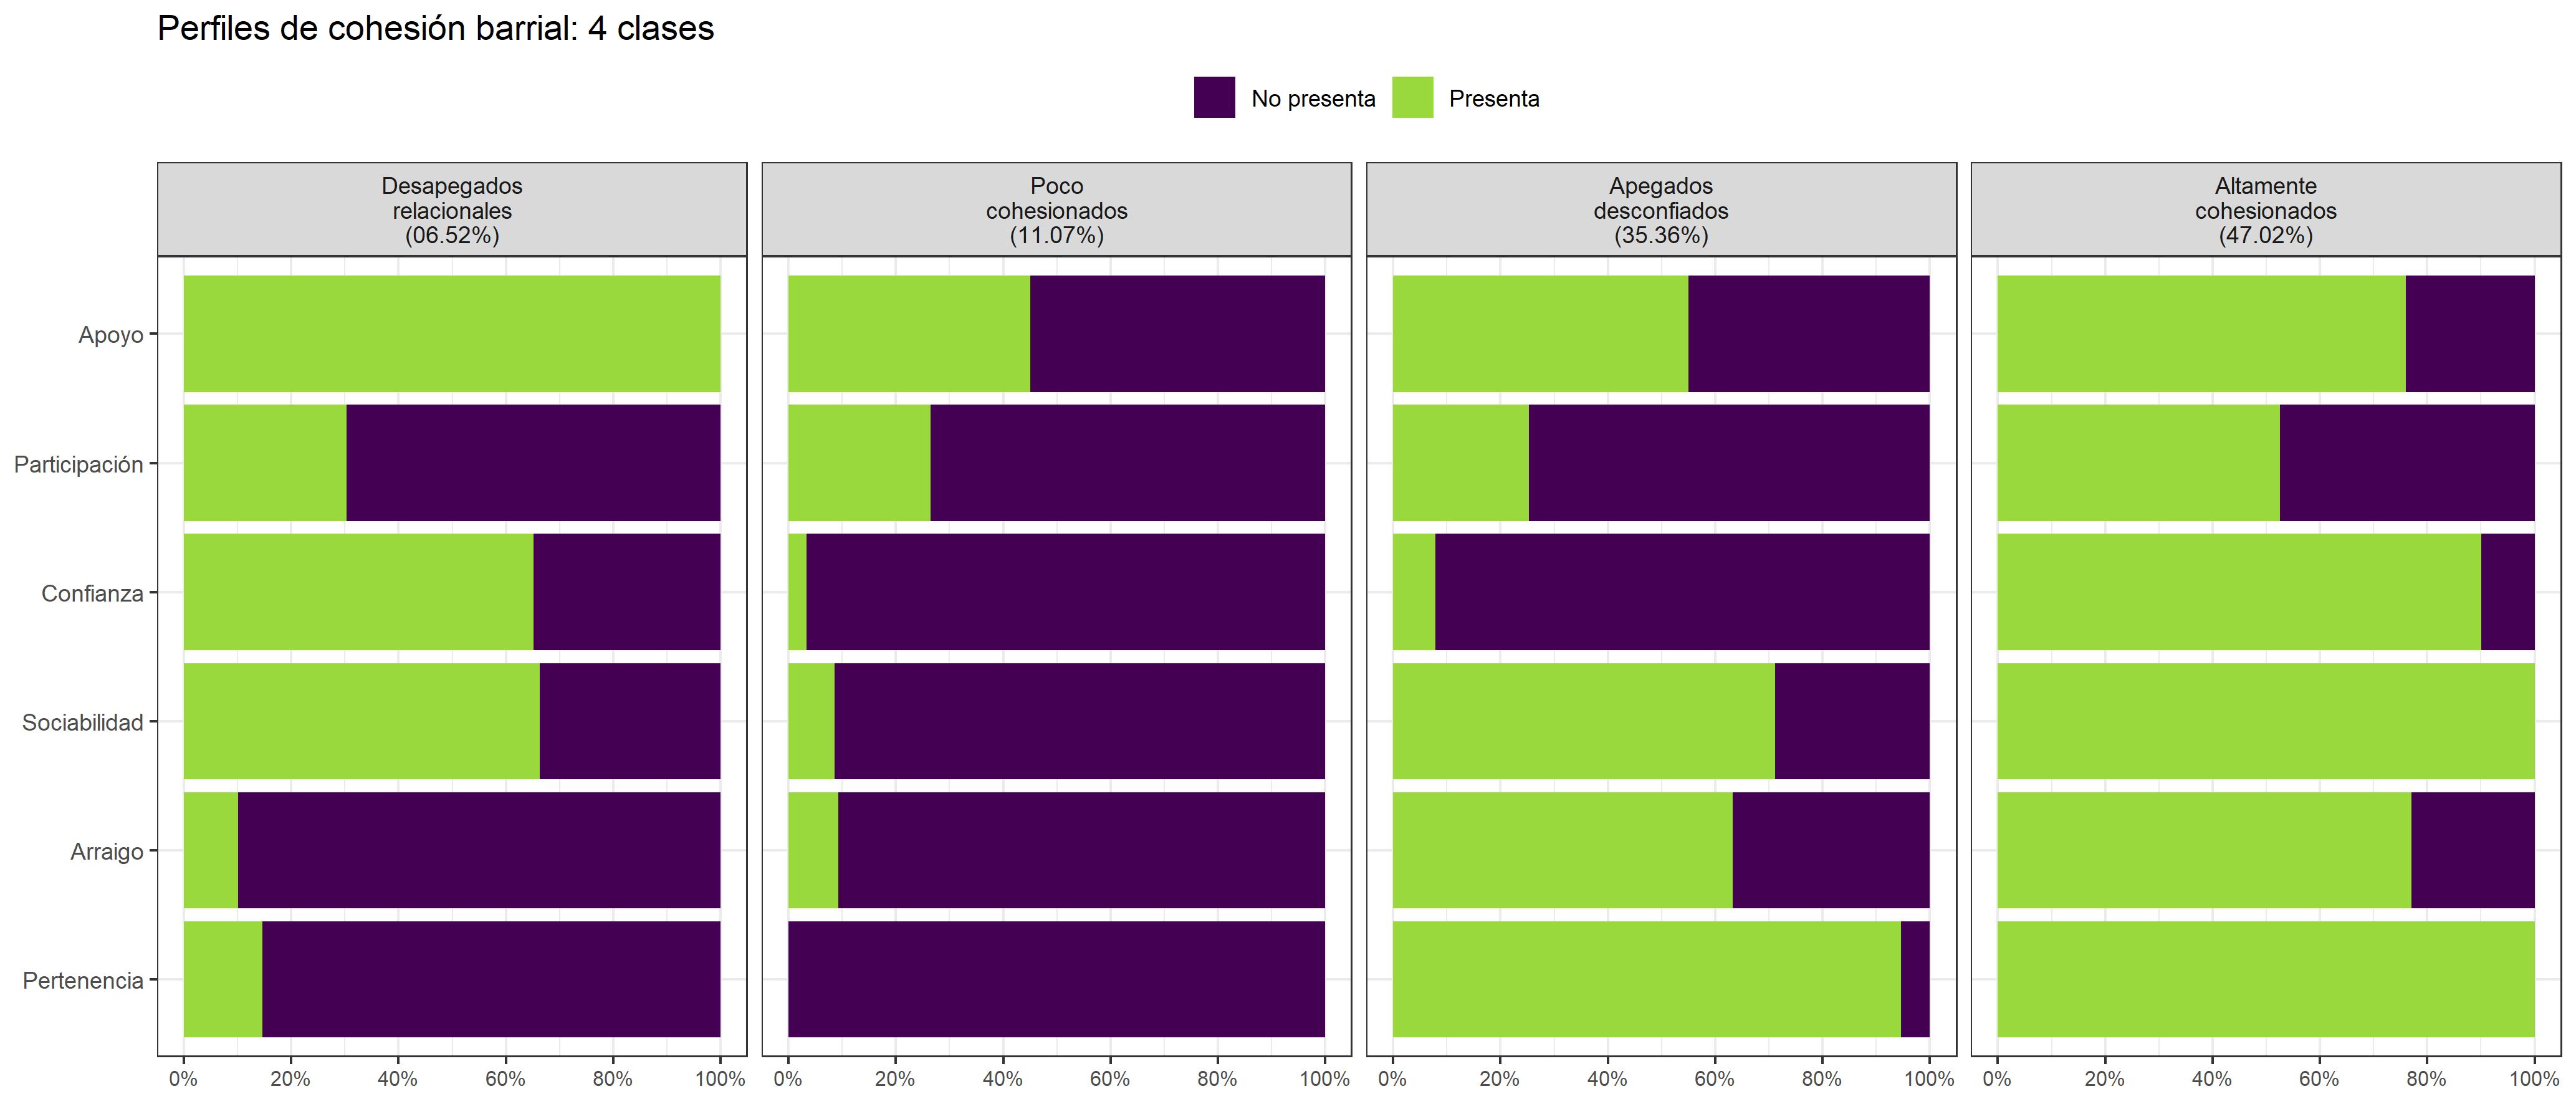 Perfiles de cohesión barrial: 4 clases
No presenta
Presenta
Desapegados
relacionales
(06.52%)
Poco
cohesionados
(11.07%)
Apegados
desconfiados
(35.36%)
Altamente
cohesionados
(47.02%)
Apoyo
Participación
Confianza
Sociabilidad
Arraigo
Pertenencia
0% 20% 40% 60% 80% 100%
0% 20% 40% 60% 80% 100%
0% 20% 40% 60% 80% 100%
0% 20% 40% 60% 80% 100%